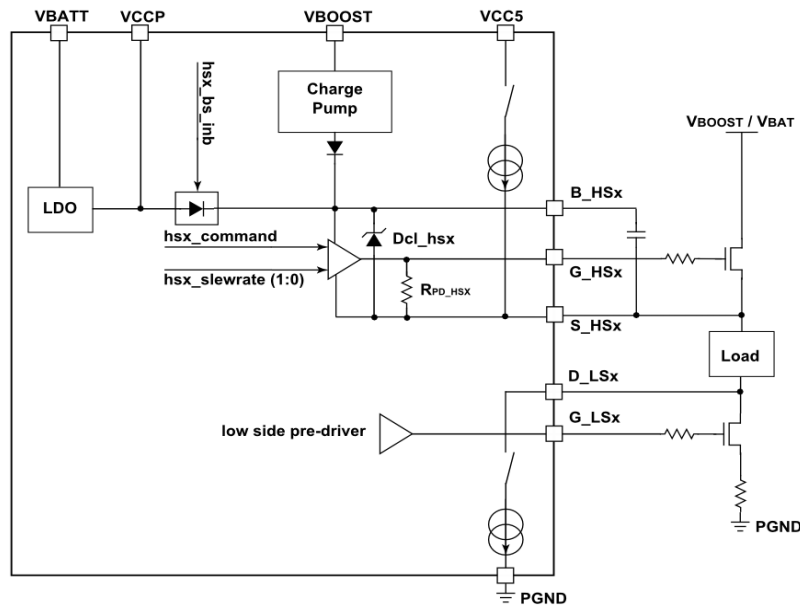 VBATT
VCCP
VBOOST
VCC5
hsx_bs_inb
Charge
Pump
VBOOST / VBAT
LDO
B_HSx
hsx_command
Dcl_hsx
G_HSx
hsx_slewrate (1:0)
RPD_HSX
S_HSx
Load
D_LSx
G_LSx
low side pre-driver
PGND
PGND